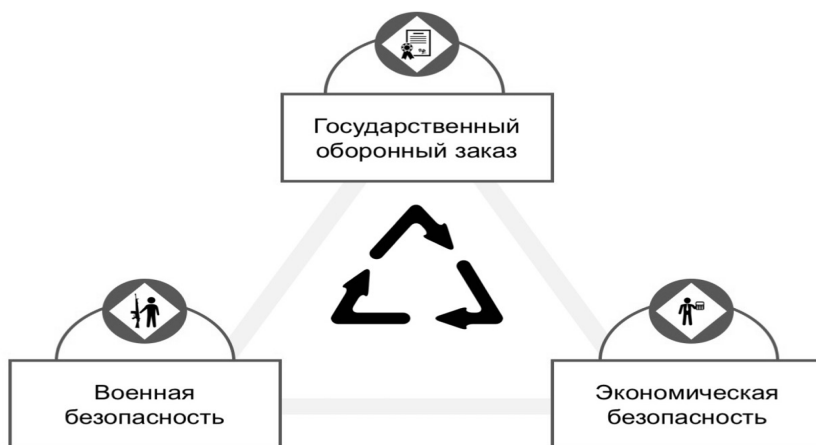 Государственный
оборонный заказ
Военная
безопасность
Экономическая
безопасность